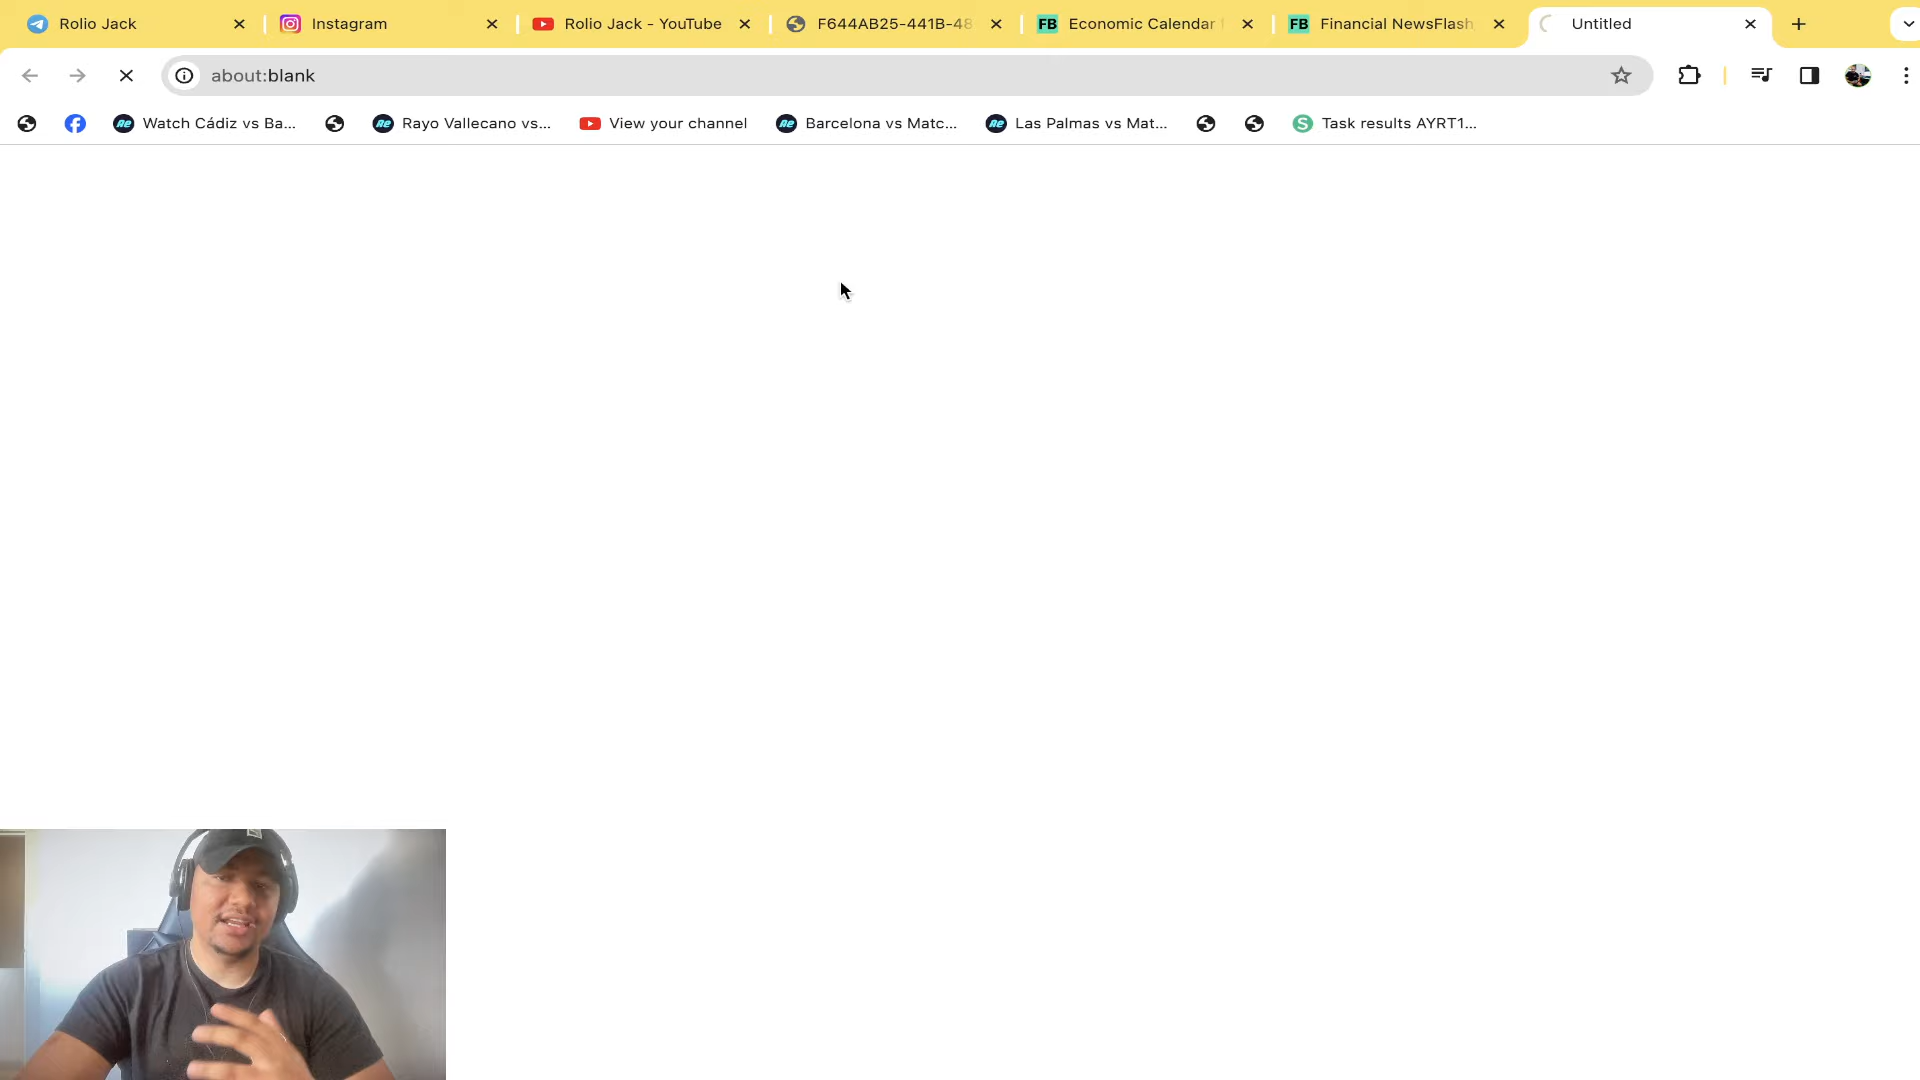 Rolio Jack
Instagram
Rolio Jack - YouTube
F644AB25-441B-48
FB Economic Calendar
FB Financial NewsFlash
Untitled
about:blank
Watch Cádiz vs Ba...
Rayo Vallecano vs...
View your channel
Barcelona vs Matc...
Las Palmas vs Mat...
S Task results AYRT1...